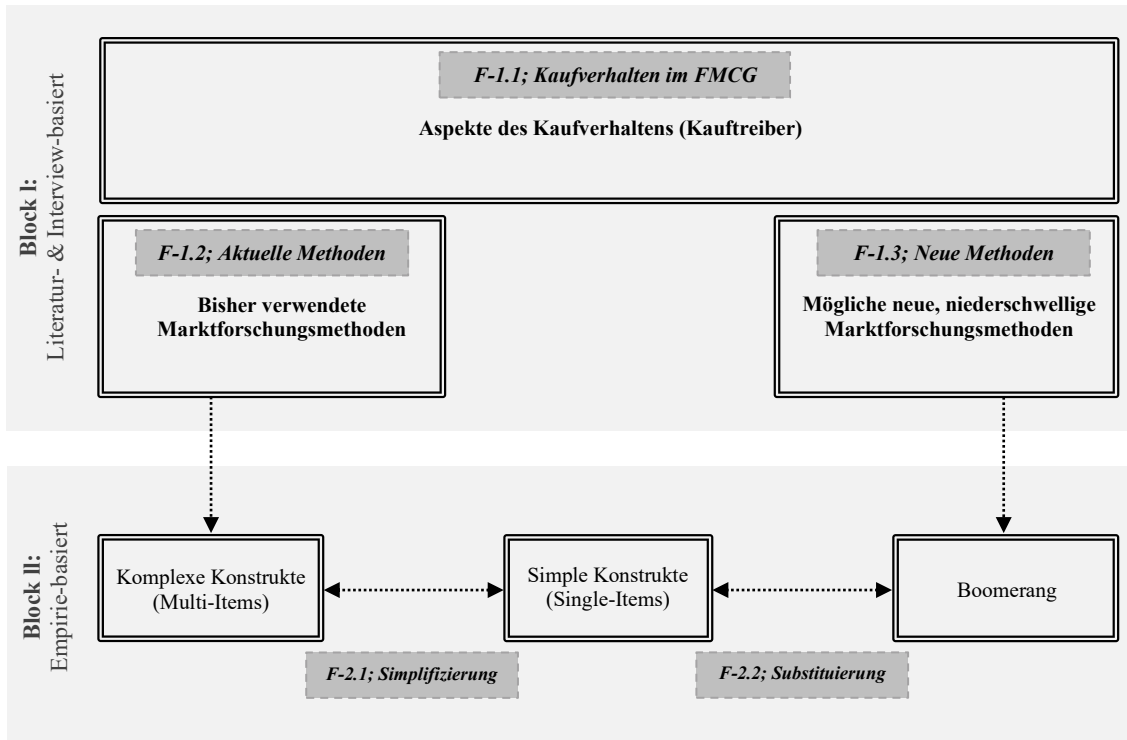 Block I:
Literatur- & Interview-basiert
F-1.1; Kaufverhalten im FMCG
Aspekte des Kaufverhaltens (Kauftreiber)
F-1.2; Aktuelle Methoden
Bisher verwendete
Marktforschungsmethoden
F-1.3; Neue Methoden
Mögliche neue, niederschwellige
Marktforschungsmethoden
Block II:
Empirie-basiert
Komplexe Konstrukte
(Multi-Items)
Simple Konstrukte
(Single-Items)
Boomerang
F-2.1; Simplifizierung
F-2.2; Substituierung